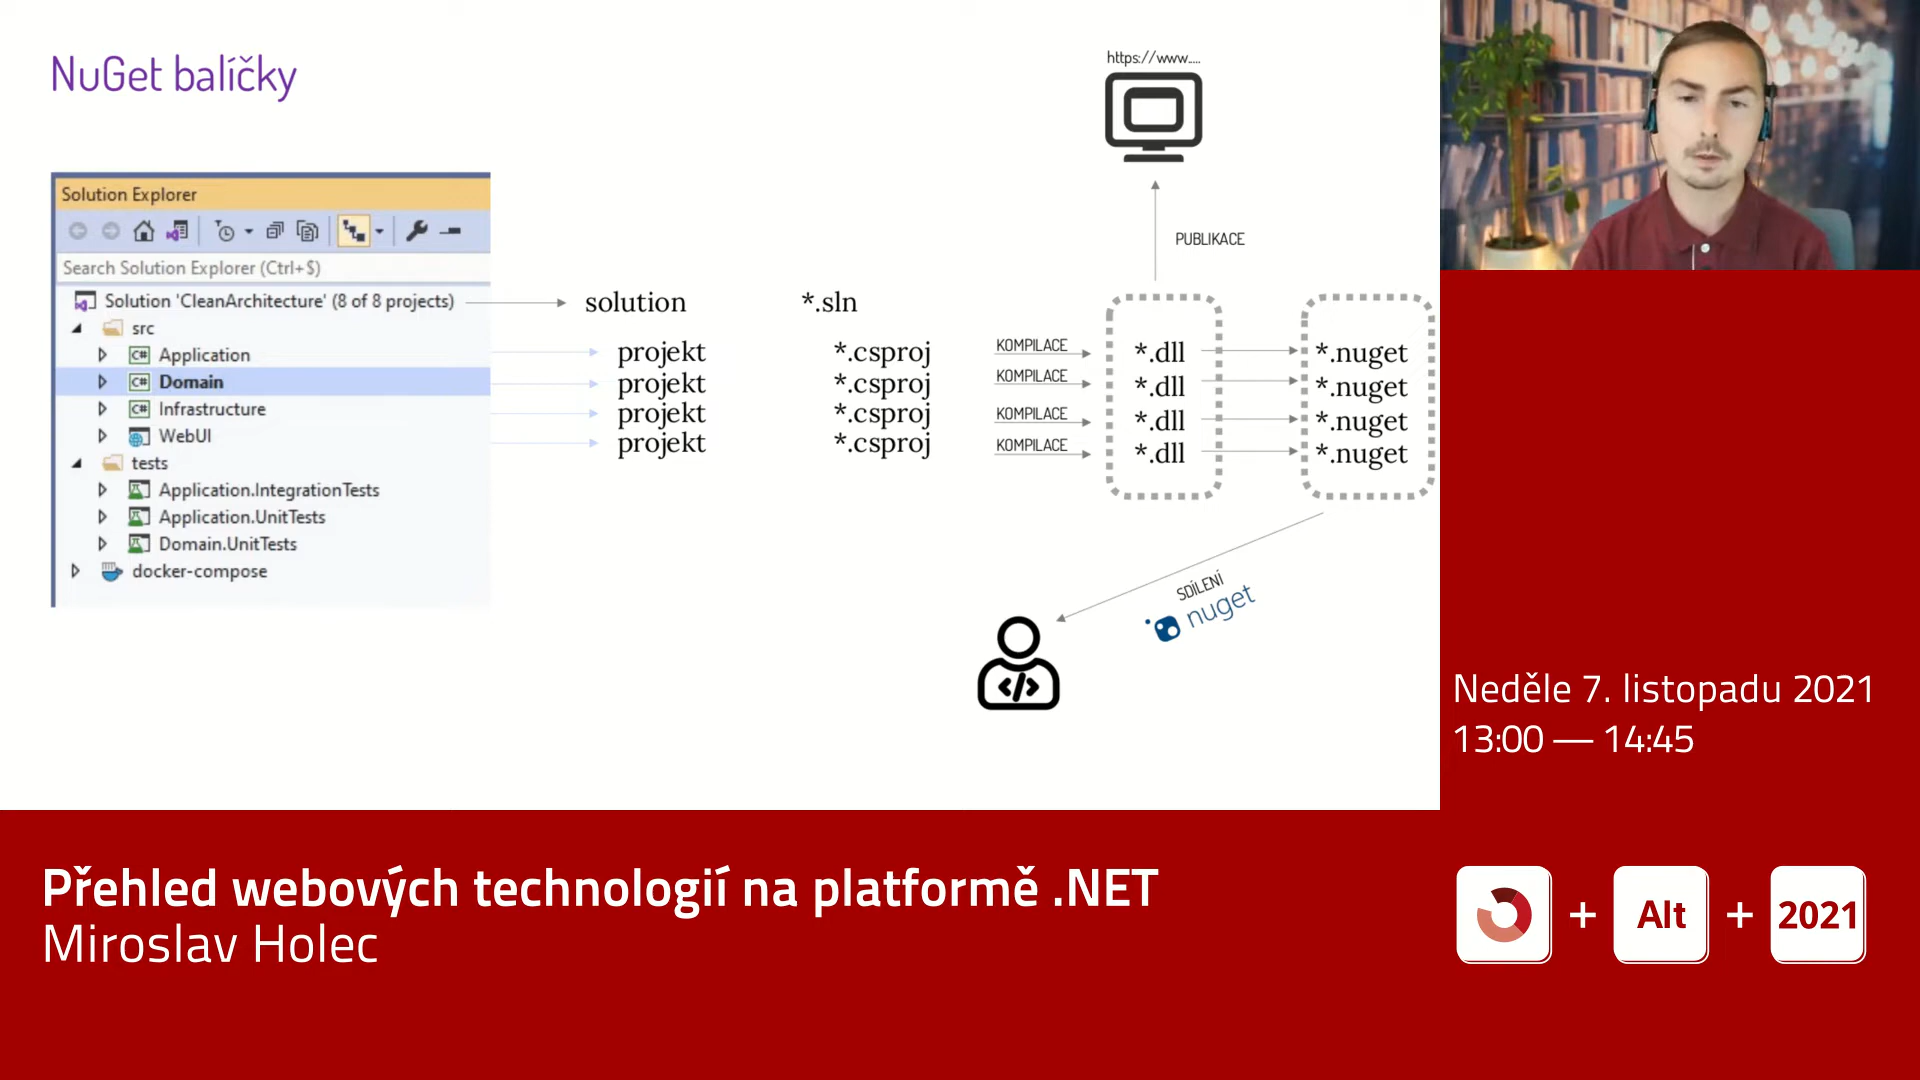 NuGet balíčky
https://www.....
Solution Explorer
Search Solution Explorer (Ctrl+$)
Solution 'CleanArchitecture' (8 of 8 projects)
src
Application
Domain
Infrastructure
WebUI
tests
Application.IntegrationTests
Application.UnitTests
Domain.UnitTests
docker-compose
solution *.sln
projekt *.csproj KOMPILACE *.dll *.nuget
projekt *.csproj KOMPILACE *.dll *.nuget
projekt *.csproj KOMPILACE *.dll *.nuget
projekt *.csproj KOMPILACE *.dll *.nuget
PUBLIKACE
SDÍLENÍ
nuget
</>
Neděle 7. listopadu 2021
13:00 — 14:45
Přehled webových technologií na platformě .NET
Miroslav Holec
+ Alt + 2021